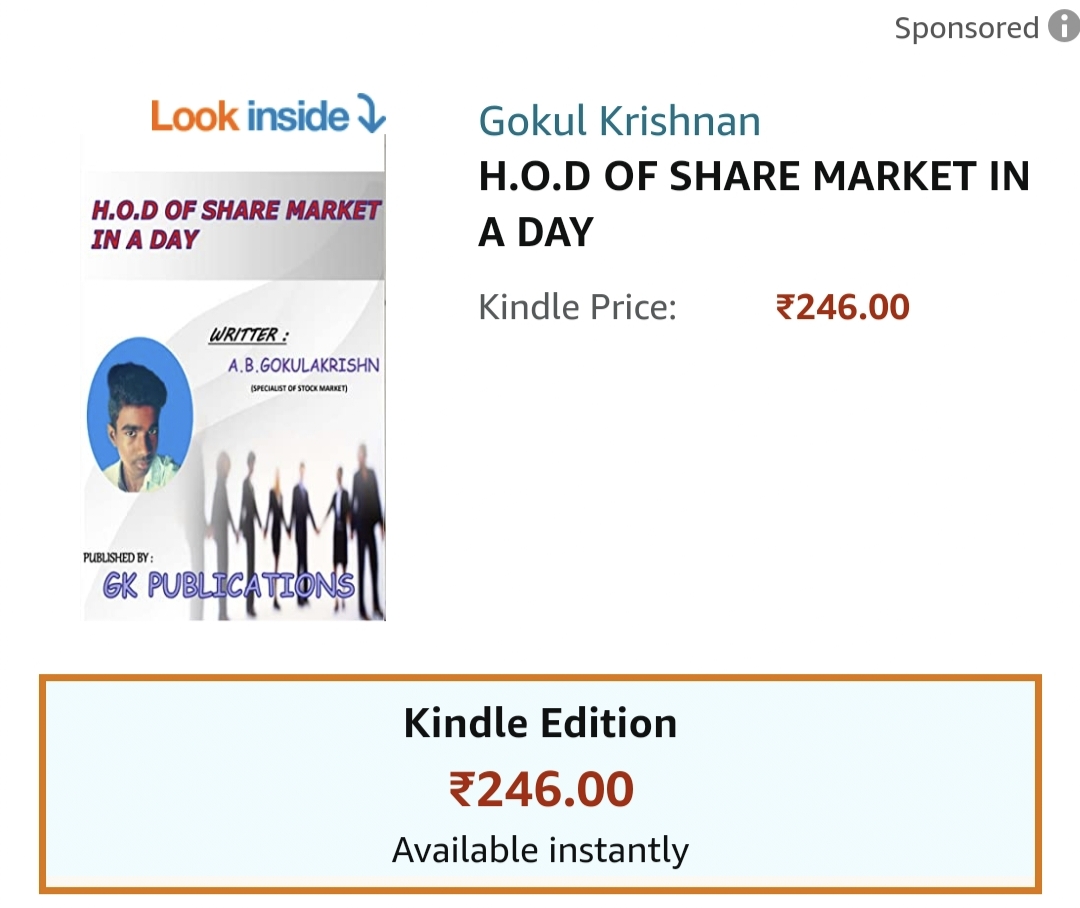 Sponsored
Look inside
Gokul Krishnan
H.O.D OF SHARE MARKET IN
A DAY
Kindle Price: ₹246.00
H.O.D OF SHARE MARKET
IN A DAY
WRITTER :
A.B.GOKULAKRISHN
(SPECIALIST OF STOCK MARKET)
PUBLISHED BY :
GK PUBLICATIONS
Kindle Edition
₹246.00
Available instantly